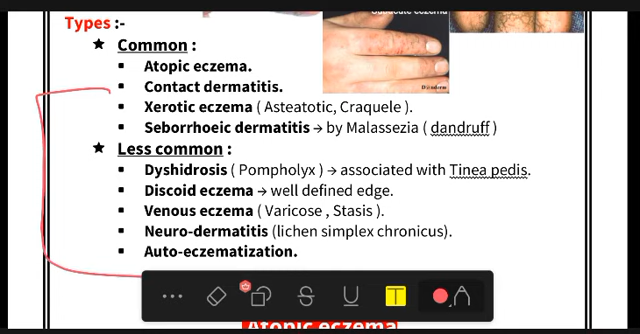 Subacute eczema
Types :-
★ Common :
▪ Atopic eczema.
▪ Contact dermatitis.
▪ Xerotic eczema ( Asteatotic, Craquele ).
▪ Seborrhoeic dermatitis → by Malassezia ( dandruff )
★ Less common :
▪ Dyshidrosis ( Pompholyx ) → associated with Tinea pedis.
▪ Discoid eczema → well defined edge.
▪ Venous eczema ( Varicose , Stasis ).
▪ Neuro-dermatitis (lichen simplex chronicus).
▪ Auto-eczematization.
S U T
Atopic eczema